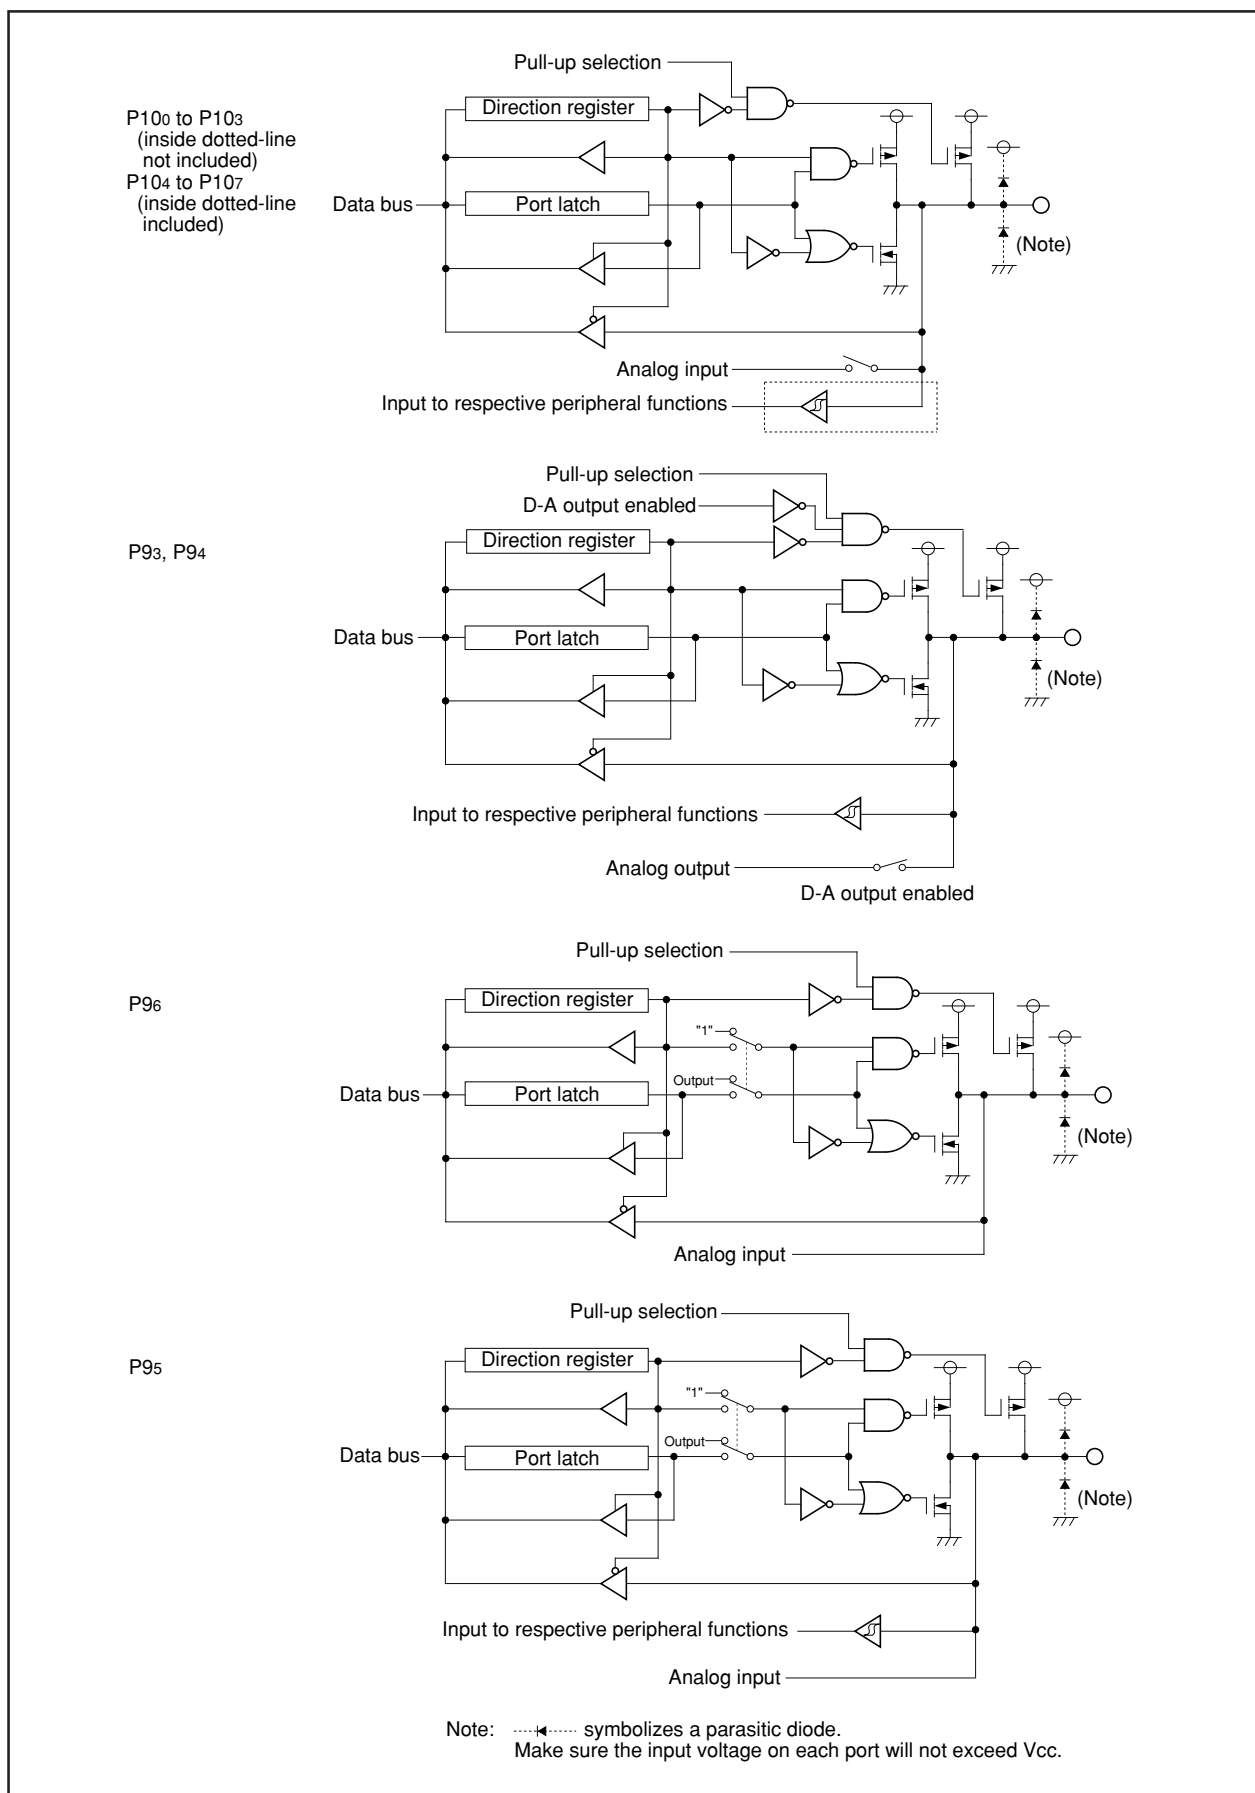 Pull-up selection
Direction register
P100 to P103
(inside dotted-line
not included)
P104 to P107
(inside dotted-line
included)
Data bus
Port latch
(Note)
Analog input
Input to respective peripheral functions
Pull-up selection
D-A output enabled
Direction register
P93, P94
Data bus
Port latch
(Note)
Input to respective peripheral functions
Analog output
D-A output enabled
Pull-up selection
Direction register
P96
"1"
Output
Data bus
Port latch
(Note)
Analog input
Pull-up selection
Direction register
P95
"1"
Output
Data bus
Port latch
(Note)
Input to respective peripheral functions
Analog input
Note: symbolizes a parasitic diode.
Make sure the input voltage on each port will not exceed Vcc.